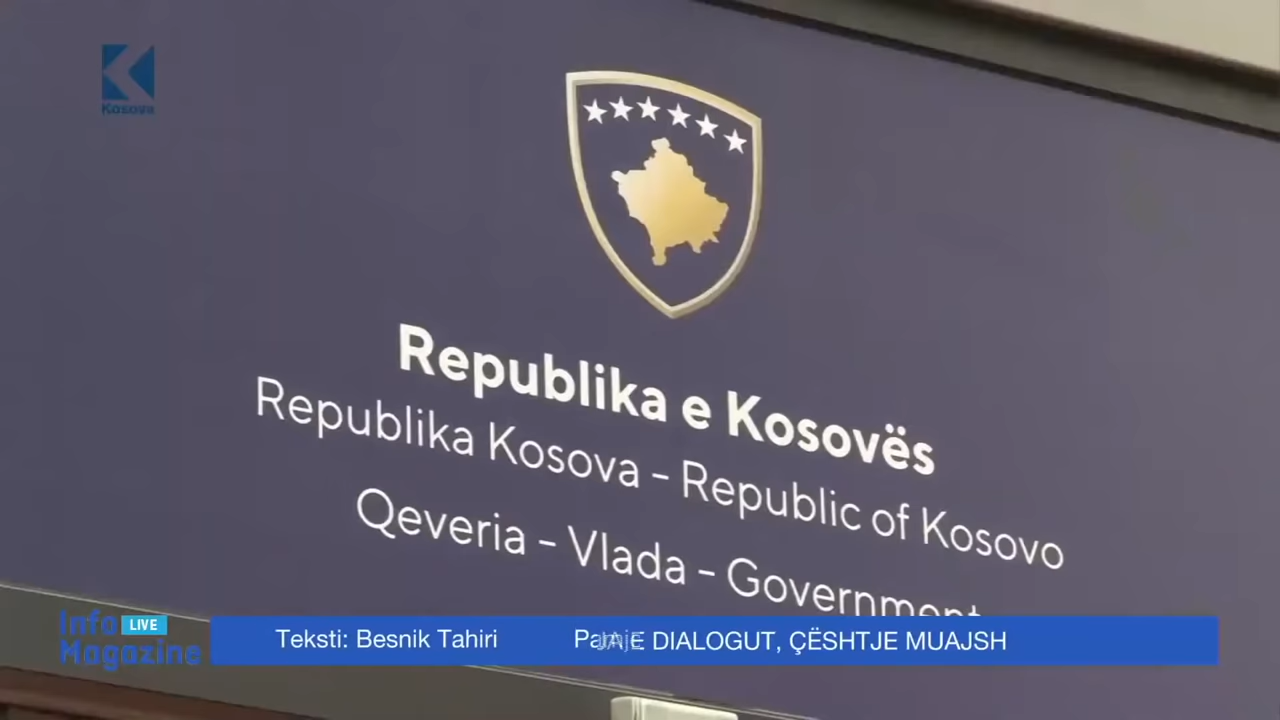 Kosova
Republika e Kosovës
Republika Kosova - Republic of Kosovo
Qeveria - Vlada - Government
Info LIVE
Magazine
Teksti: Besnik Tahiri
E DIALOGUT, ÇËSHTJE MUAJSH